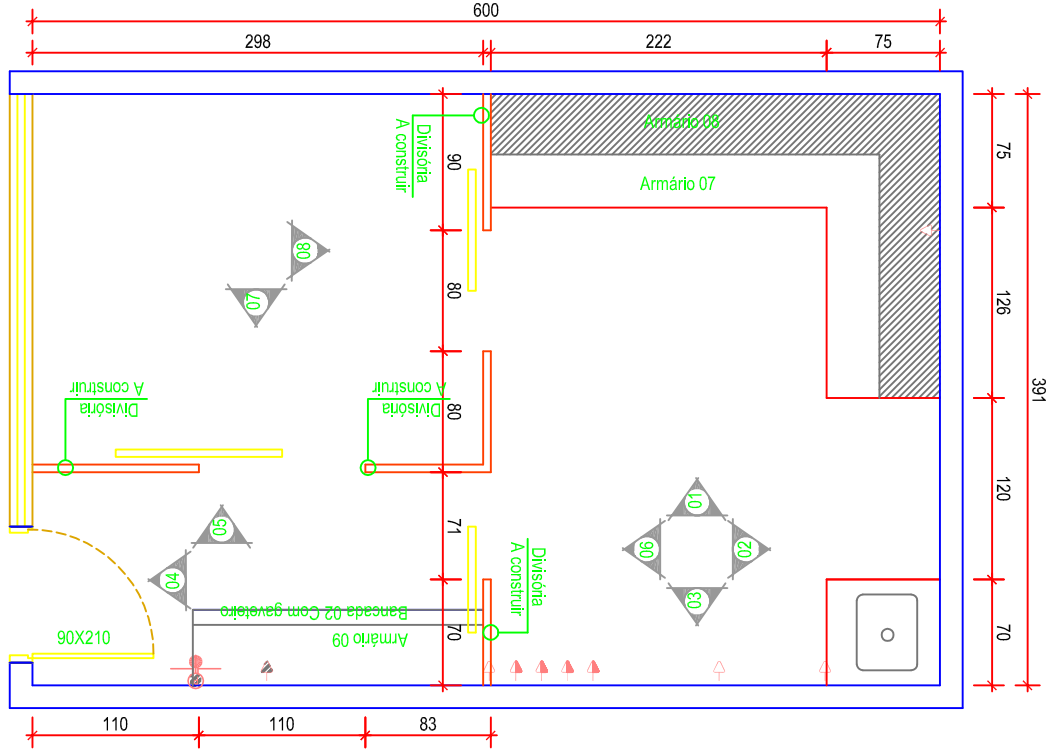 600
298
222
75
Armário 08
Armário 07
Divisória
A construir
90
75
80
126
391
08
07
A construir
Divisória
A construir
Divisória
80
120
05
04
71
01
06
02
03
Divisória
A construir
Bancada 02 Com gaveteiro
Armário 09
70
70
90X210
110
110
83